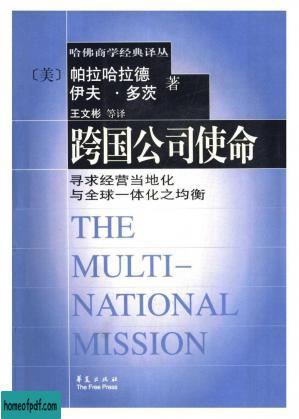 哈佛商学经典译丛
〔美〕帕拉哈拉德
伊夫·多茨 著
王文彬 等译
跨国公司使命
寻求经营当地化
与全球一体化之均衡
THE
MULTI-
NATIONAL
MISSION
华夏出版社
The Free Press
homeofpdf.com